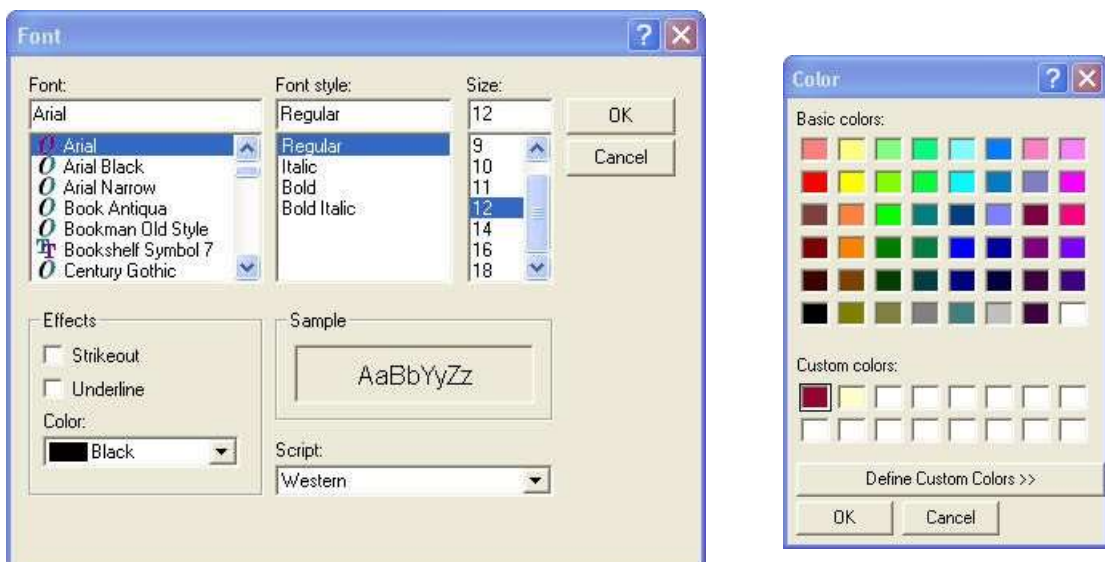 Font
Font:
Arial
Arial
Arial Black
Arial Narrow
Book Antiqua
Bookman Old Style
Bookshelf Symbol 7
Century Gothic
Font style:
Regular
Regular
Italic
Bold
Bold Italic
Size:
12
9
10
11
12
14
16
18
OK
Cancel
Effects
Strikeout
Underline
Color:
Black
Sample
AaBbYyZz
Script:
Western
Color
Basic colors:
Custom colors:
Define Custom Colors >>
OK
Cancel